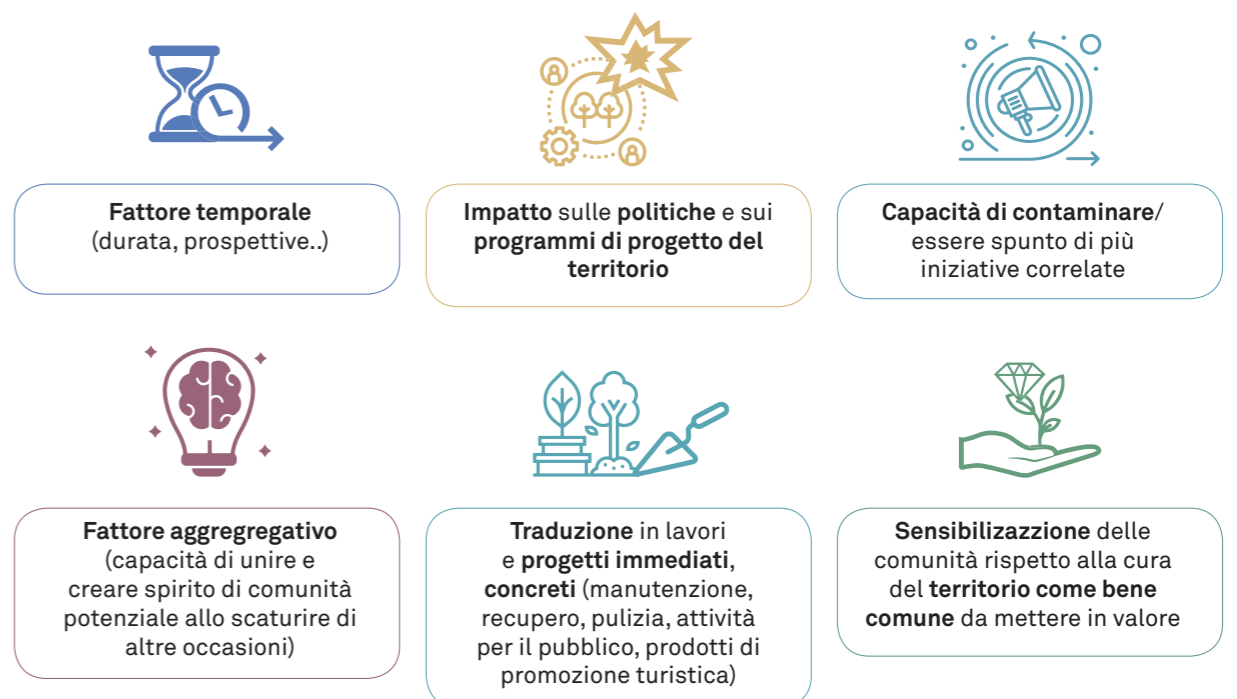 Fattore temporale
(durata, prospettive..)
Impatto sulle politiche e sui
programmi di progetto del
territorio
Capacità di contaminare/
essere spunto di più
iniziative correlate
Fattore aggregregativo
(capacità di unire e
creare spirito di comunità
potenziale allo scaturire di
altre occasioni)
Traduzione in lavori
e progetti immediati,
concreti (manutenzione,
recupero, pulizia, attività
per il pubblico, prodotti di
promozione turistica)
Sensibilizazzione delle
comunità rispetto alla cura
del territorio come bene
comune da mettere in valore